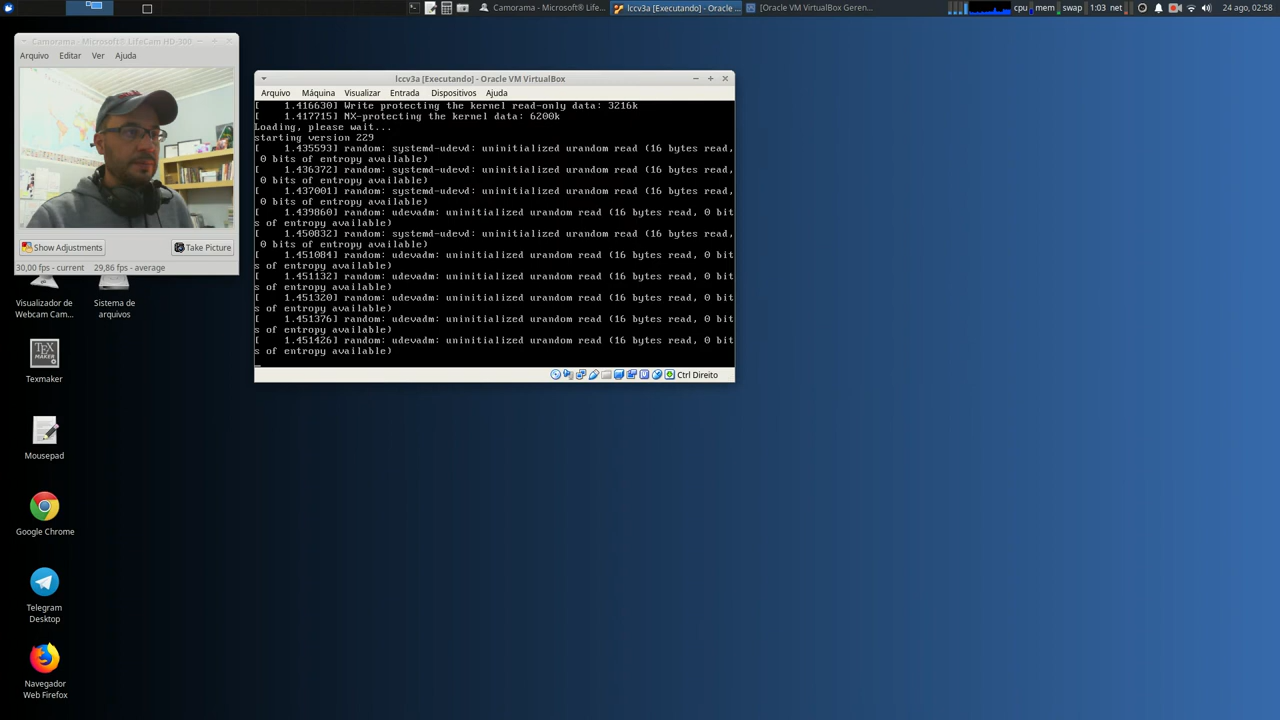 Camorama - Microsoft® Life...
lccv3a [Executando] - Oracle ...
[Oracle VM VirtualBox Geren...
cpu
mem
swap
1:03 net
24 ago, 02:58
Camorama - Microsoft® LifeCam HD-300
Arquivo Editar Ver Ajuda
Show Adjustments
Take Picture
30,00 fps - current 29,86 fps - average
lccv3a [Executando] - Oracle VM VirtualBox
Arquivo Máquina Visualizar Entrada Dispositivos Ajuda
[ 1.416630] Write protecting the kernel read-only data: 3216k
[ 1.417715] NX-protecting the kernel data: 6200k
Loading, please wait...
starting version 229
[ 1.435593] random: systemd-udevd: uninitialized urandom read (16 bytes read,
0 bits of entropy available)
[ 1.436372] random: systemd-udevd: uninitialized urandom read (16 bytes read,
0 bits of entropy available)
[ 1.437001] random: systemd-udevd: uninitialized urandom read (16 bytes read,
0 bits of entropy available)
[ 1.439860] random: udevadm: uninitialized urandom read (16 bytes read, 0 bit
s of entropy available)
[ 1.450832] random: systemd-udevd: uninitialized urandom read (16 bytes read,
0 bits of entropy available)
[ 1.451084] random: udevadm: uninitialized urandom read (16 bytes read, 0 bit
s of entropy available)
[ 1.451132] random: udevadm: uninitialized urandom read (16 bytes read, 0 bit
s of entropy available)
[ 1.451320] random: udevadm: uninitialized urandom read (16 bytes read, 0 bit
s of entropy available)
[ 1.451376] random: udevadm: uninitialized urandom read (16 bytes read, 0 bit
s of entropy available)
[ 1.451426] random: udevadm: uninitialized urandom read (16 bytes read, 0 bit
s of entropy available)
_
Ctrl Direito
Visualizador de
Webcam Cam...
Sistema de
arquivos
TEX
MAKER
Texmaker
Mousepad
Google Chrome
Telegram
Desktop
Navegador
Web Firefox